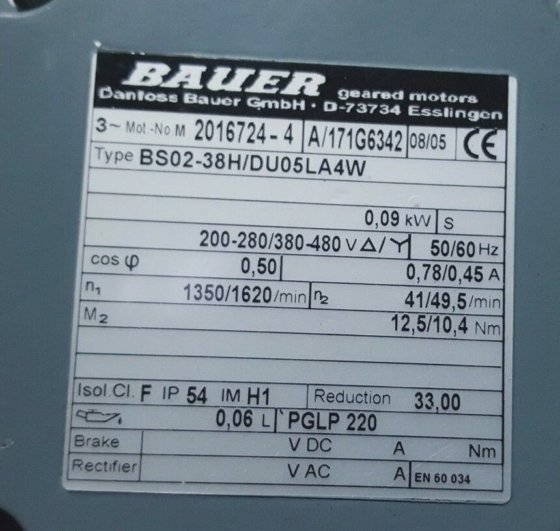 BAUER geared motors
Danfoss Bauer GmbH · D-73734 Esslingen
3~ Mot.-No M 2016724-4 A/171G6342 08/05 CE
Type BS02-38H/DU05LA4W
0,09 kW S
200-280/380-480 V Δ/Y 50/60 Hz
cos φ 0,50 0,78/0,45 A
n₁ 1350/1620/min n₂ 41/49,5/min
M₂ 12,5/10,4 Nm
Isol.Cl. F IP 54 IM H1 Reduction 33,00
0,06 L PGLP 220
Brake V DC A Nm
Rectifier V AC A EN 60 034